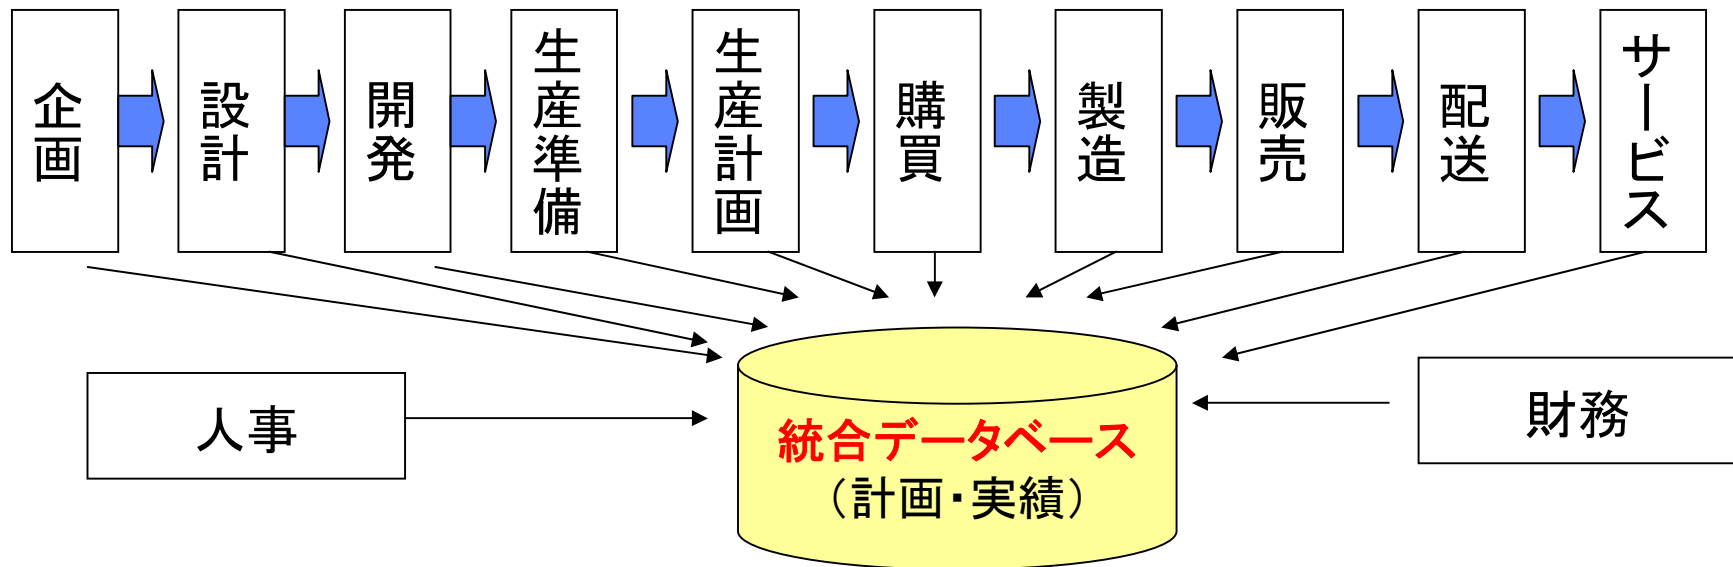 企画
設計
開発
生産準備
生産計画
購買
製造
販売
配送
サービス
人事
統合データベース
（計画・実績）
財務